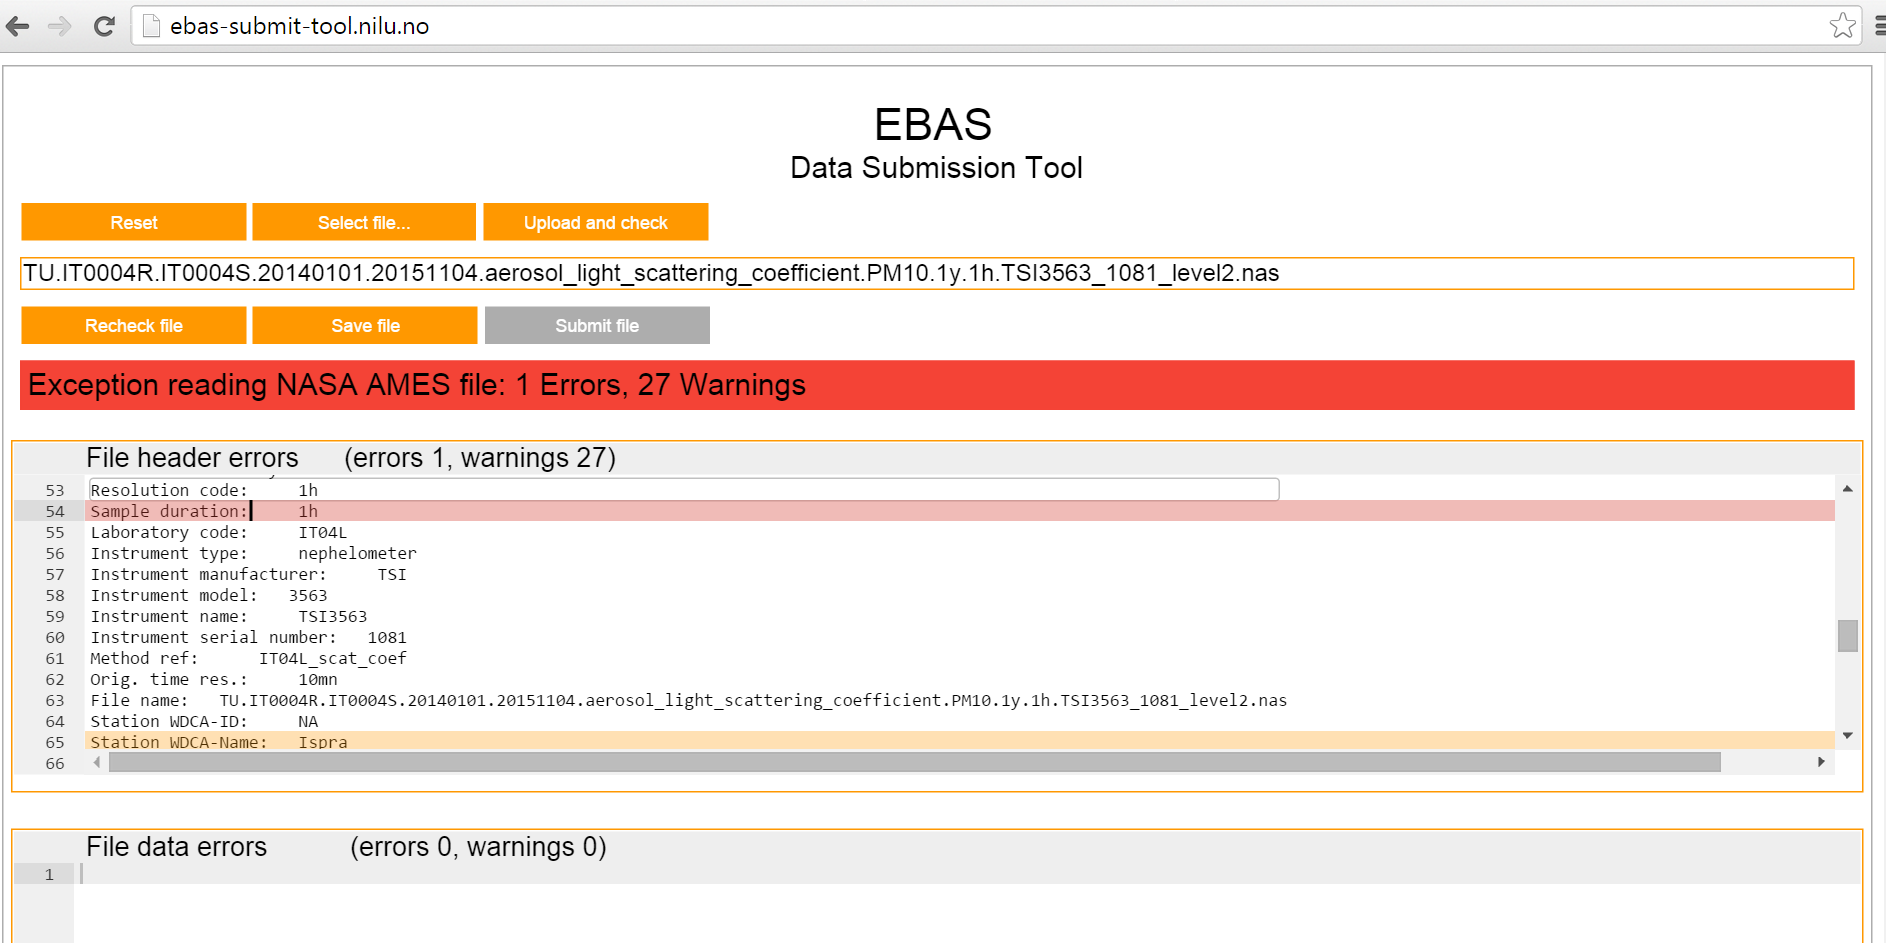 ebas-submit-tool.nilu.no
EBAS
Data Submission Tool
Reset Select file... Upload and check
TU.IT0004R.IT0004S.20140101.20151104.aerosol_light_scattering_coefficient.PM10.1y.1h.TSI3563_1081_level2.nas
Recheck file Save file Submit file
Exception reading NASA AMES file: 1 Errors, 27 Warnings
File header errors (errors 1, warnings 27)
53 Resolution code: 1h
54 Sample duration: 1h
55 Laboratory code: IT04L
56 Instrument type: nephelometer
57 Instrument manufacturer: TSI
58 Instrument model: 3563
59 Instrument name: TSI3563
60 Instrument serial number: 1081
61 Method ref: IT04L_scat_coef
62 Orig. time res.: 10mn
63 File name: TU.IT0004R.IT0004S.20140101.20151104.aerosol_light_scattering_coefficient.PM10.1y.1h.TSI3563_1081_level2.nas
64 Station WDCA-ID: NA
65 Station WDCA-Name: Ispra
66
File data errors (errors 0, warnings 0)
1